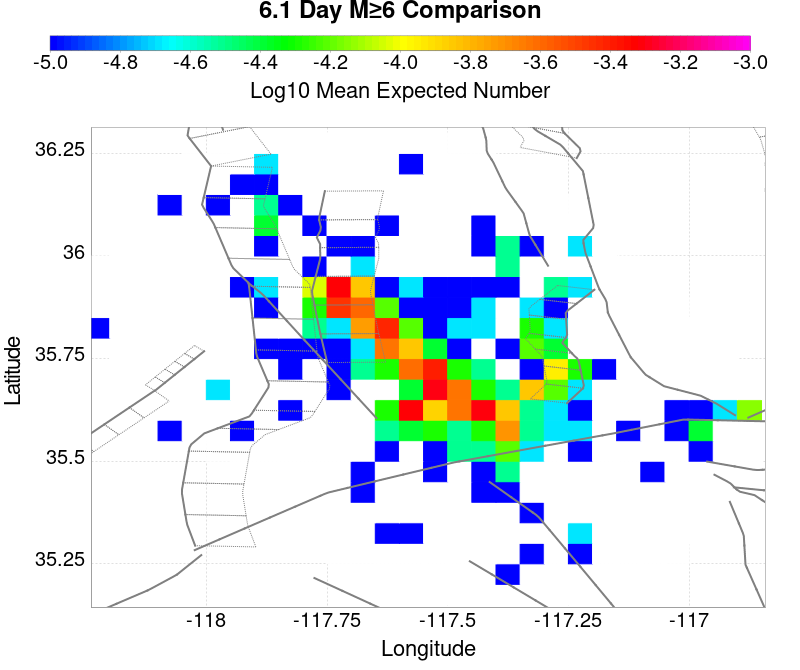 6.1 Day M≥6 Comparison
-5.0 -4.8 -4.6 -4.4 -4.2 -4.0 -3.8 -3.6 -3.4 -3.2 -3.0
Log10 Mean Expected Number
36.25
36
35.75
35.5
35.25
Latitude
-118 -117.75 -117.5 -117.25 -117
Longitude